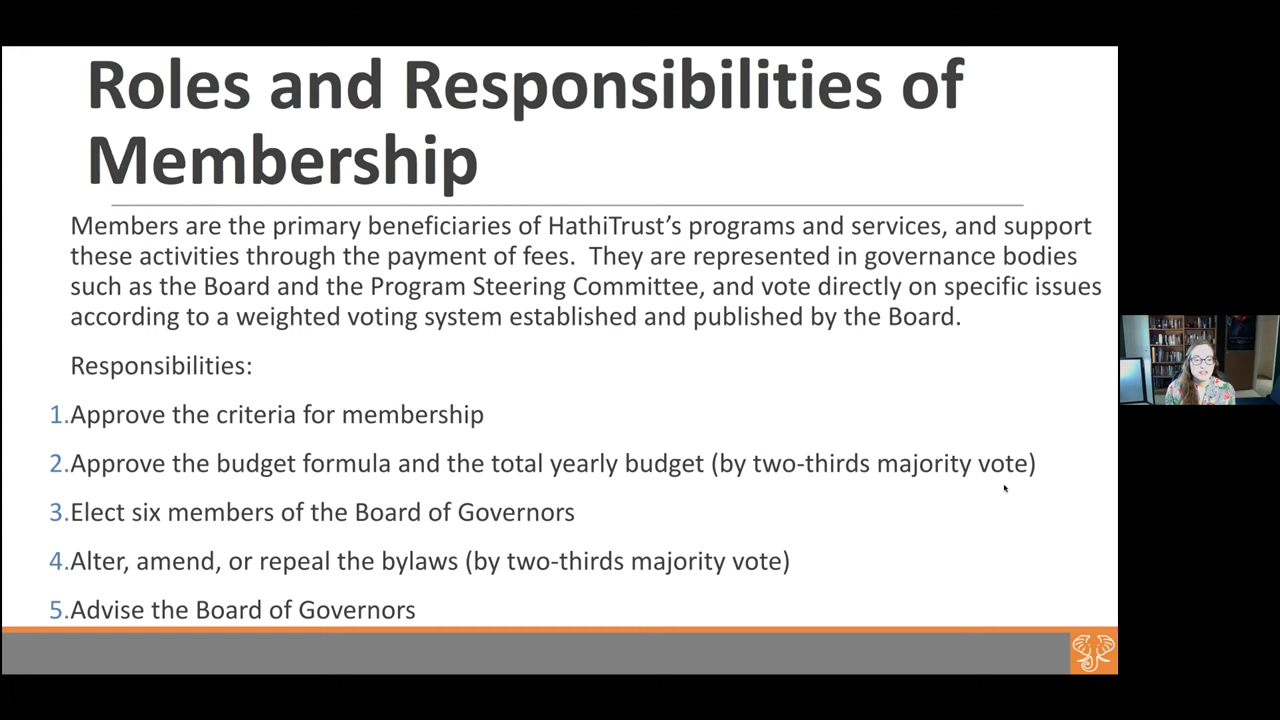 Roles and Responsibilities of
Membership
Members are the primary beneficiaries of HathiTrust's programs and services, and support
these activities through the payment of fees.  They are represented in governance bodies
such as the Board and the Program Steering Committee, and vote directly on specific issues
according to a weighted voting system established and published by the Board.
Responsibilities:
1.Approve the criteria for membership
2.Approve the budget formula and the total yearly budget (by two-thirds majority vote)
3.Elect six members of the Board of Governors
4.Alter, amend, or repeal the bylaws (by two-thirds majority vote)
5.Advise the Board of Governors